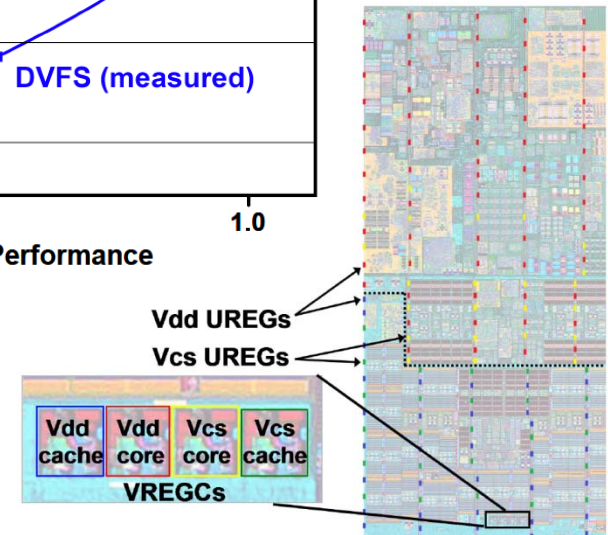 DVFS (measured)
1.0
Performance
Vdd UREGs
Vcs UREGs
Vdd cache
Vdd core
Vcs core
Vcs cache
VREGCs